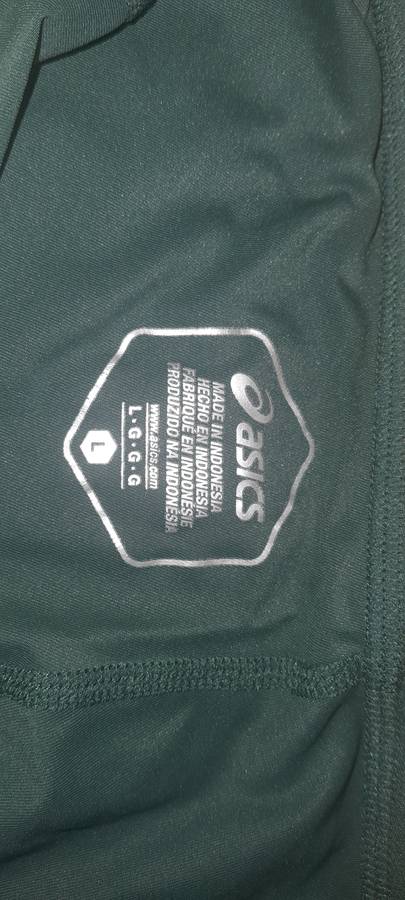 asics
MADE IN INDONESIA
HECHO EN INDONESIA
FABRIQUÉ EN INDONÉSIE
PRODUZIDO NA INDONÉSIA
www.asics.com
L·G·G·G
L